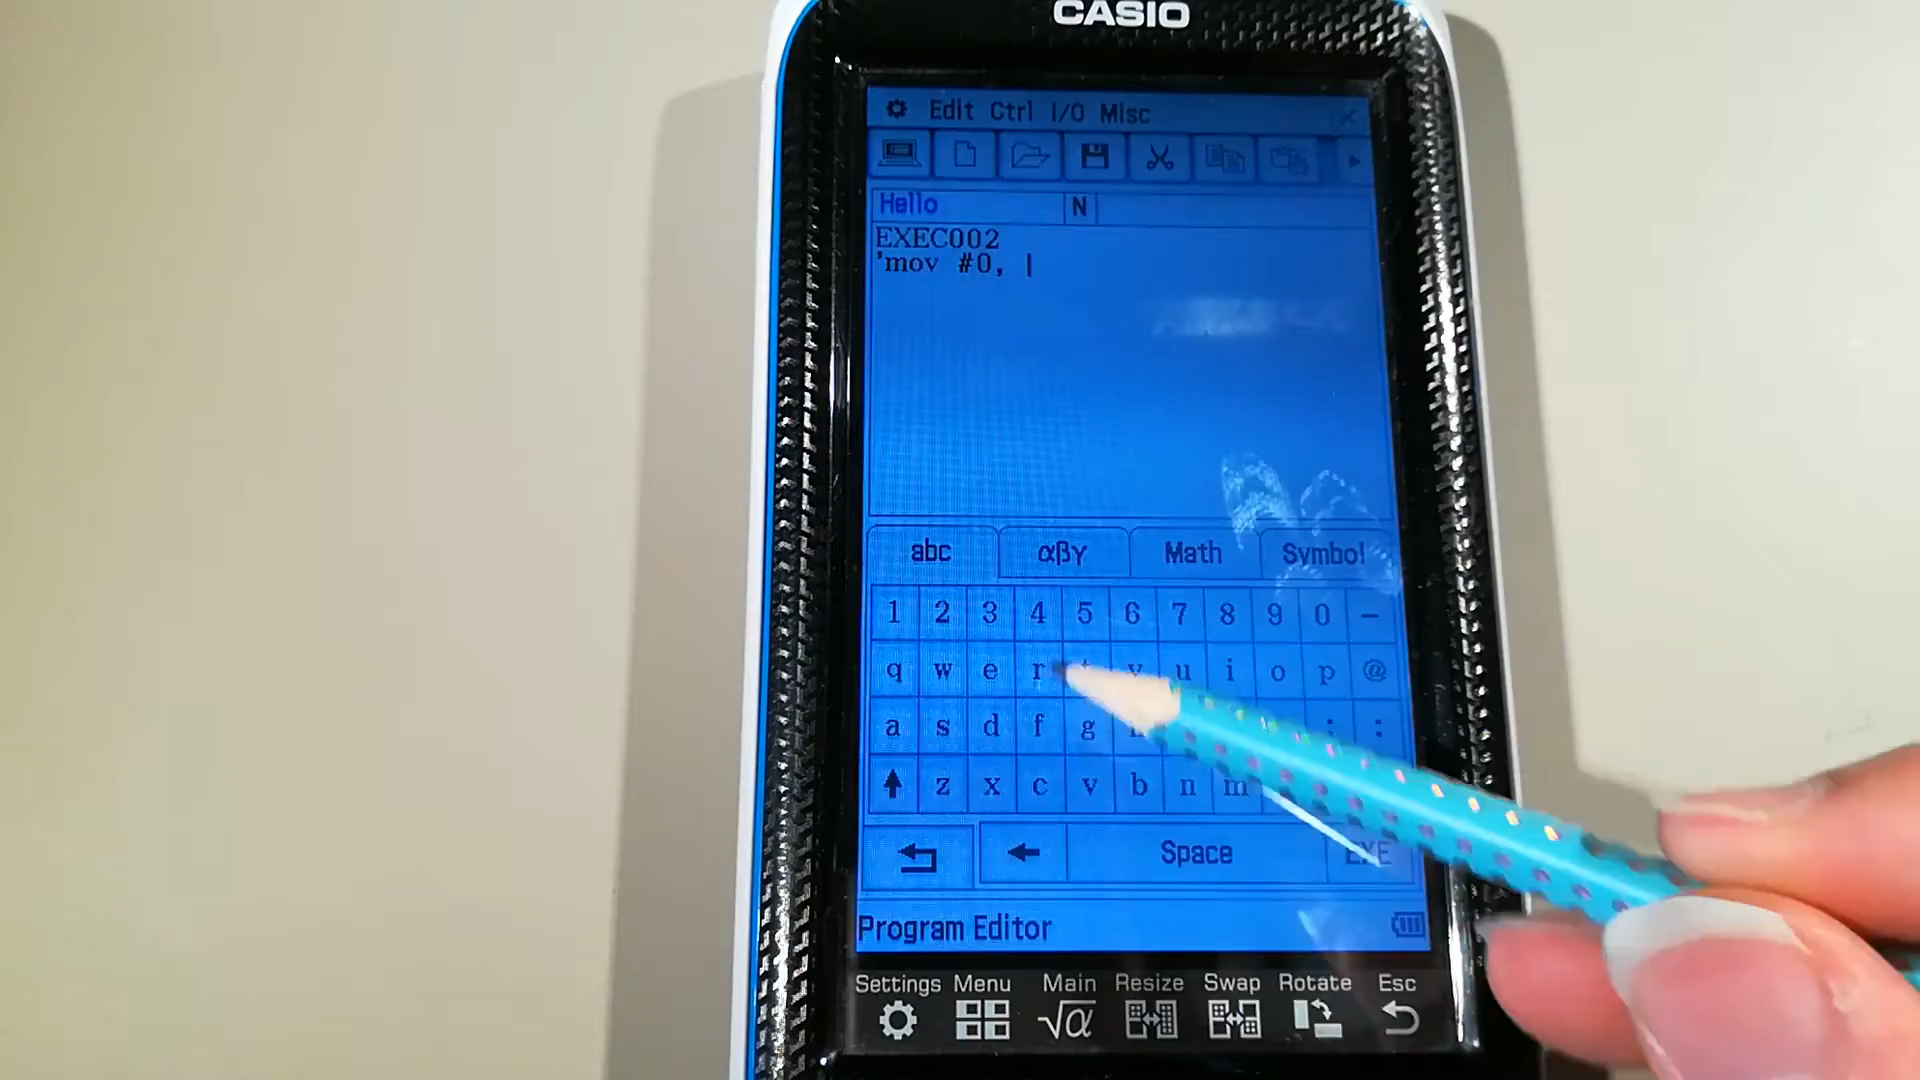 CASIO
Edit Ctrl I/O Misc
Hello N
EXEC002
'mov #0,
abc αβγ Math Symbol
1 2 3 4 5 6 7 8 9 0 −
q w e r t y u i o p @
a s d f g ; :
z x c v b n m
Space EXE
Program Editor
Settings Menu Main Resize Swap Rotate Esc
√α